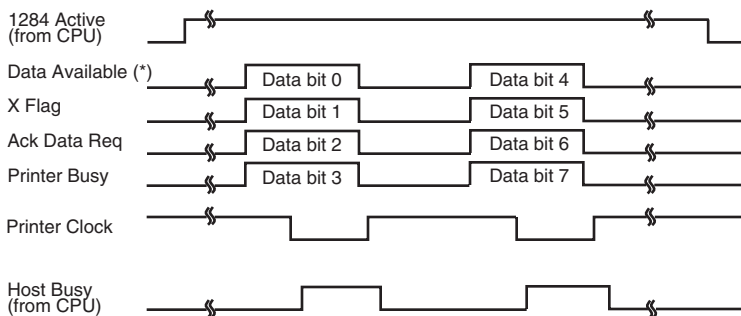 1284 Active
(from CPU)
Data Available (*)
Data bit 0
Data bit 4
X Flag
Data bit 1
Data bit 5
Ack Data Req
Data bit 2
Data bit 6
Printer Busy
Data bit 3
Data bit 7
Printer Clock
Host Busy
(from CPU)